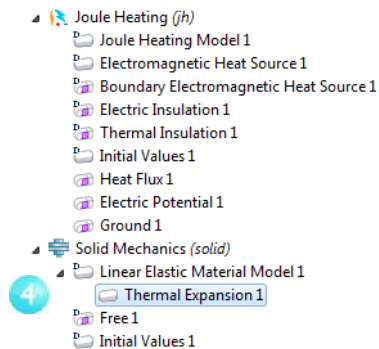 Joule Heating (jh)
D Joule Heating Model 1
D Electromagnetic Heat Source 1
D Boundary Electromagnetic Heat Source 1
D Electric Insulation 1
D Thermal Insulation 1
D Initial Values 1
Heat Flux 1
Electric Potential 1
Ground 1
Solid Mechanics (solid)
D Linear Elastic Material Model 1
4 Thermal Expansion 1
D Free 1
D Initial Values 1